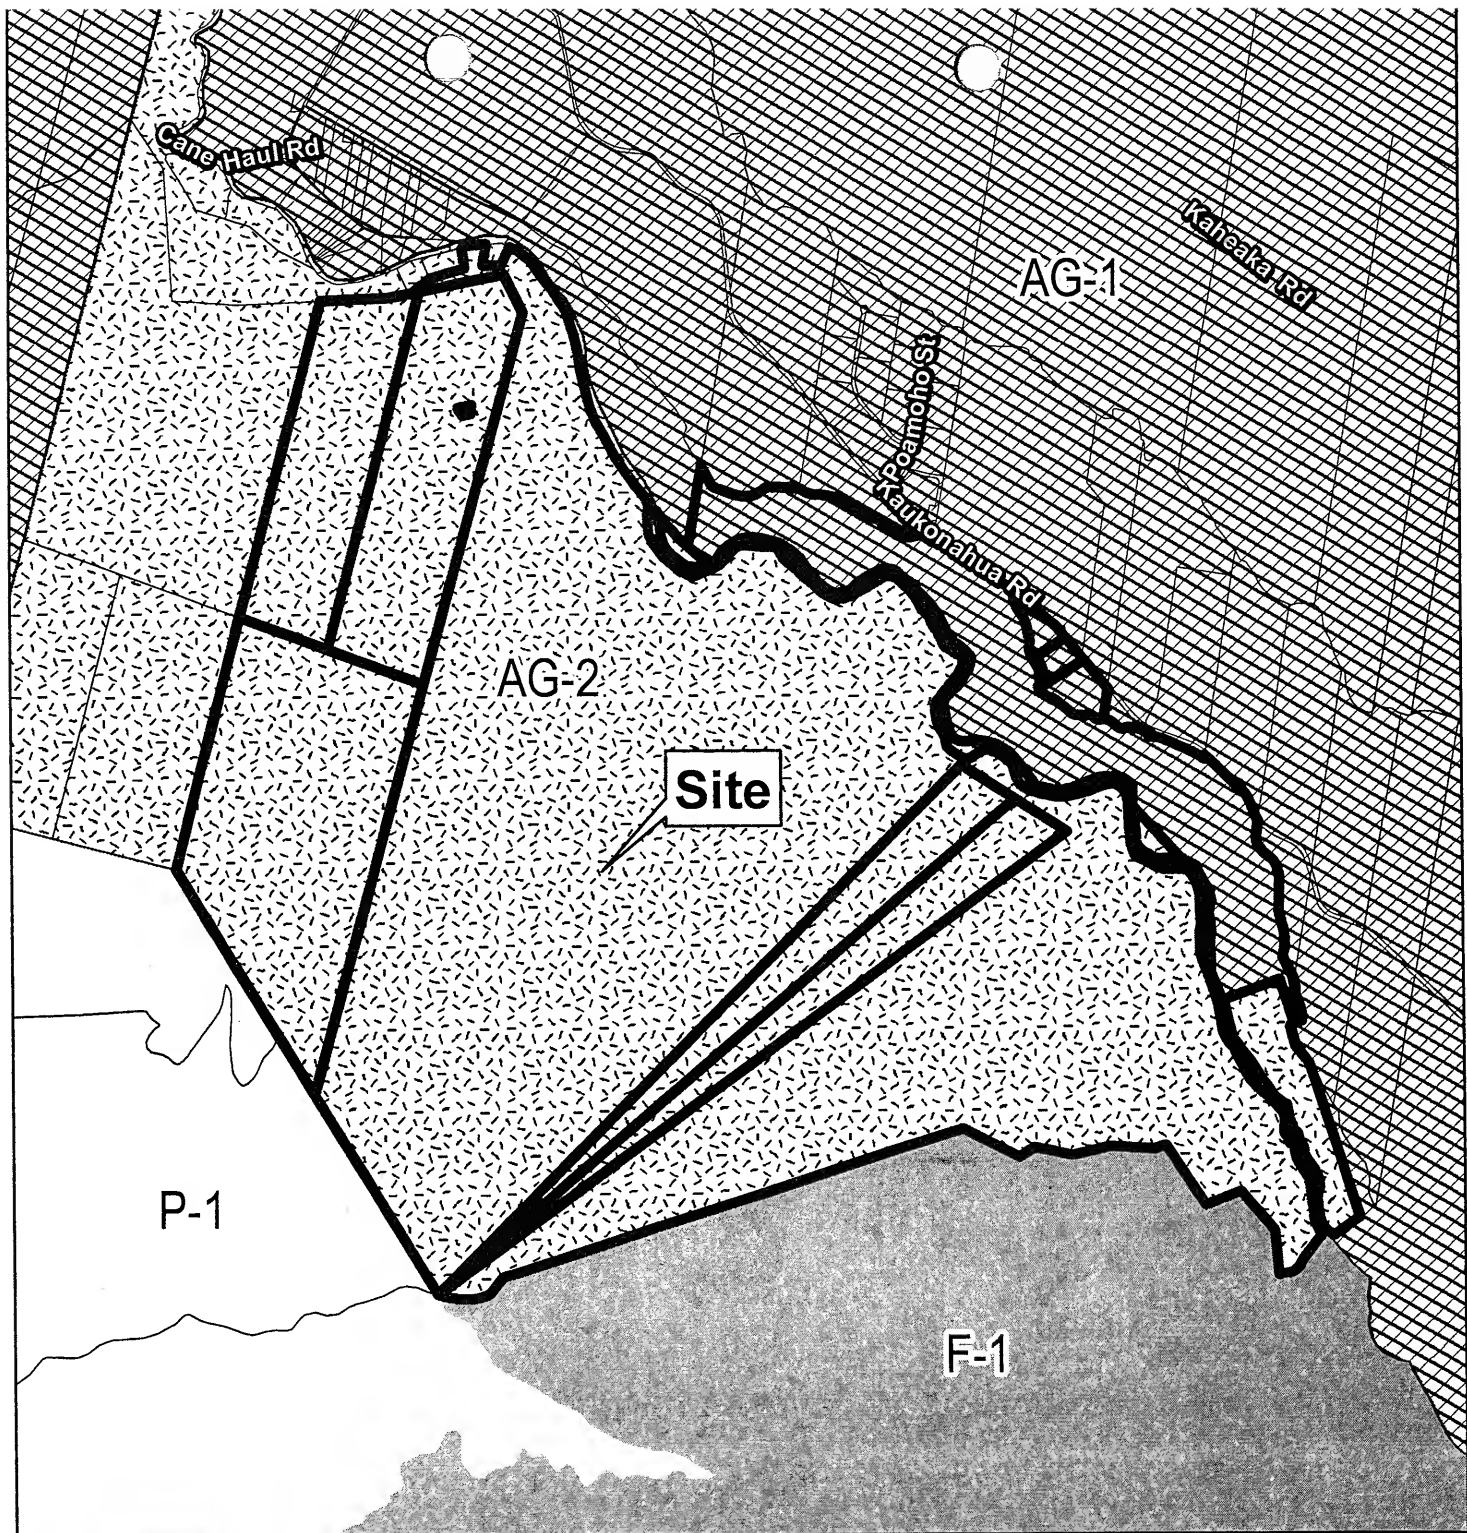 Cane Haul Rd
Kaheaka Rd
AG-1
Poamoho St
Kaukonahua Rd
AG-2
Site
P-1
F-1